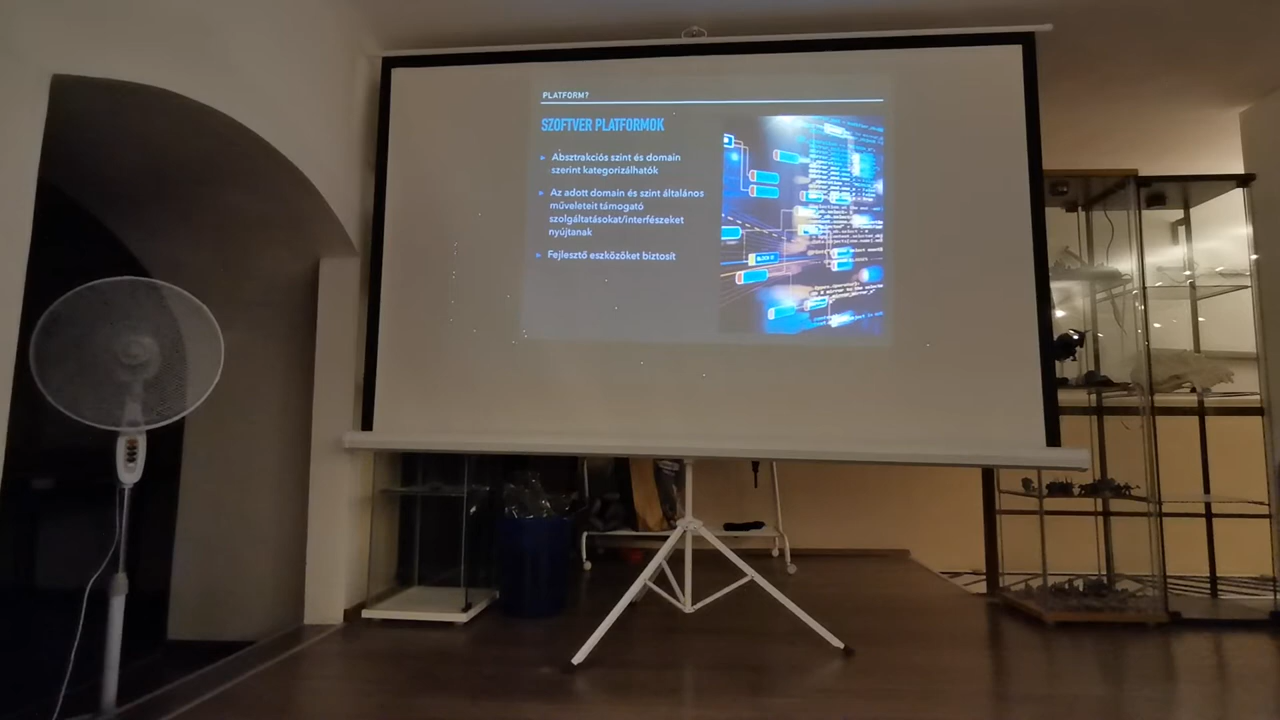 PLATFORM?
SZOFTVER PLATFORMOK
Absztrakciós szint és domain
szerint kategorizálhatók
Az adott domain és szint általános
műveleteit támogató
szolgáltatásokat/interfészeket
nyújtanak
Fejlesztő eszközöket biztosít